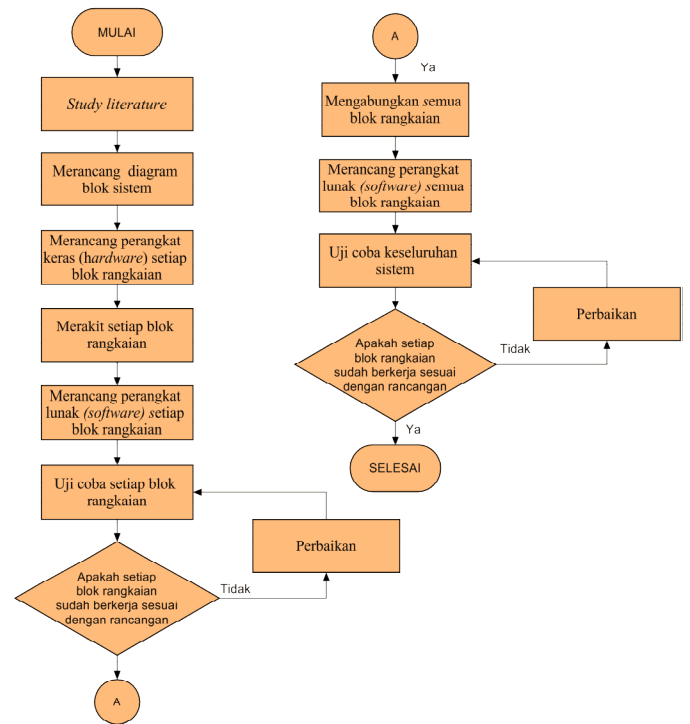 MULAI
Study literature
Merancang diagram
blok sistem
Merancang perangkat
keras (hardware) setiap
blok rangkaian
Merakit setiap blok
rangkaian
Merancang perangkat
lunak (software) setiap
blok rangkaian
Uji coba setiap blok
rangkaian
Perbaikan
Apakah setiap
blok rangkaian
sudah berkerja sesuai
dengan rancangan
Tidak
A
A
Ya
Mengabungkan semua
blok rangkaian
Merancang perangkat
lunak (software) semua
blok rangkaian
Uji coba keseluruhan
sistem
Perbaikan
Apakah setiap
blok rangkaian
sudah berkerja sesuai
dengan rancangan
Tidak
Ya
SELESAI